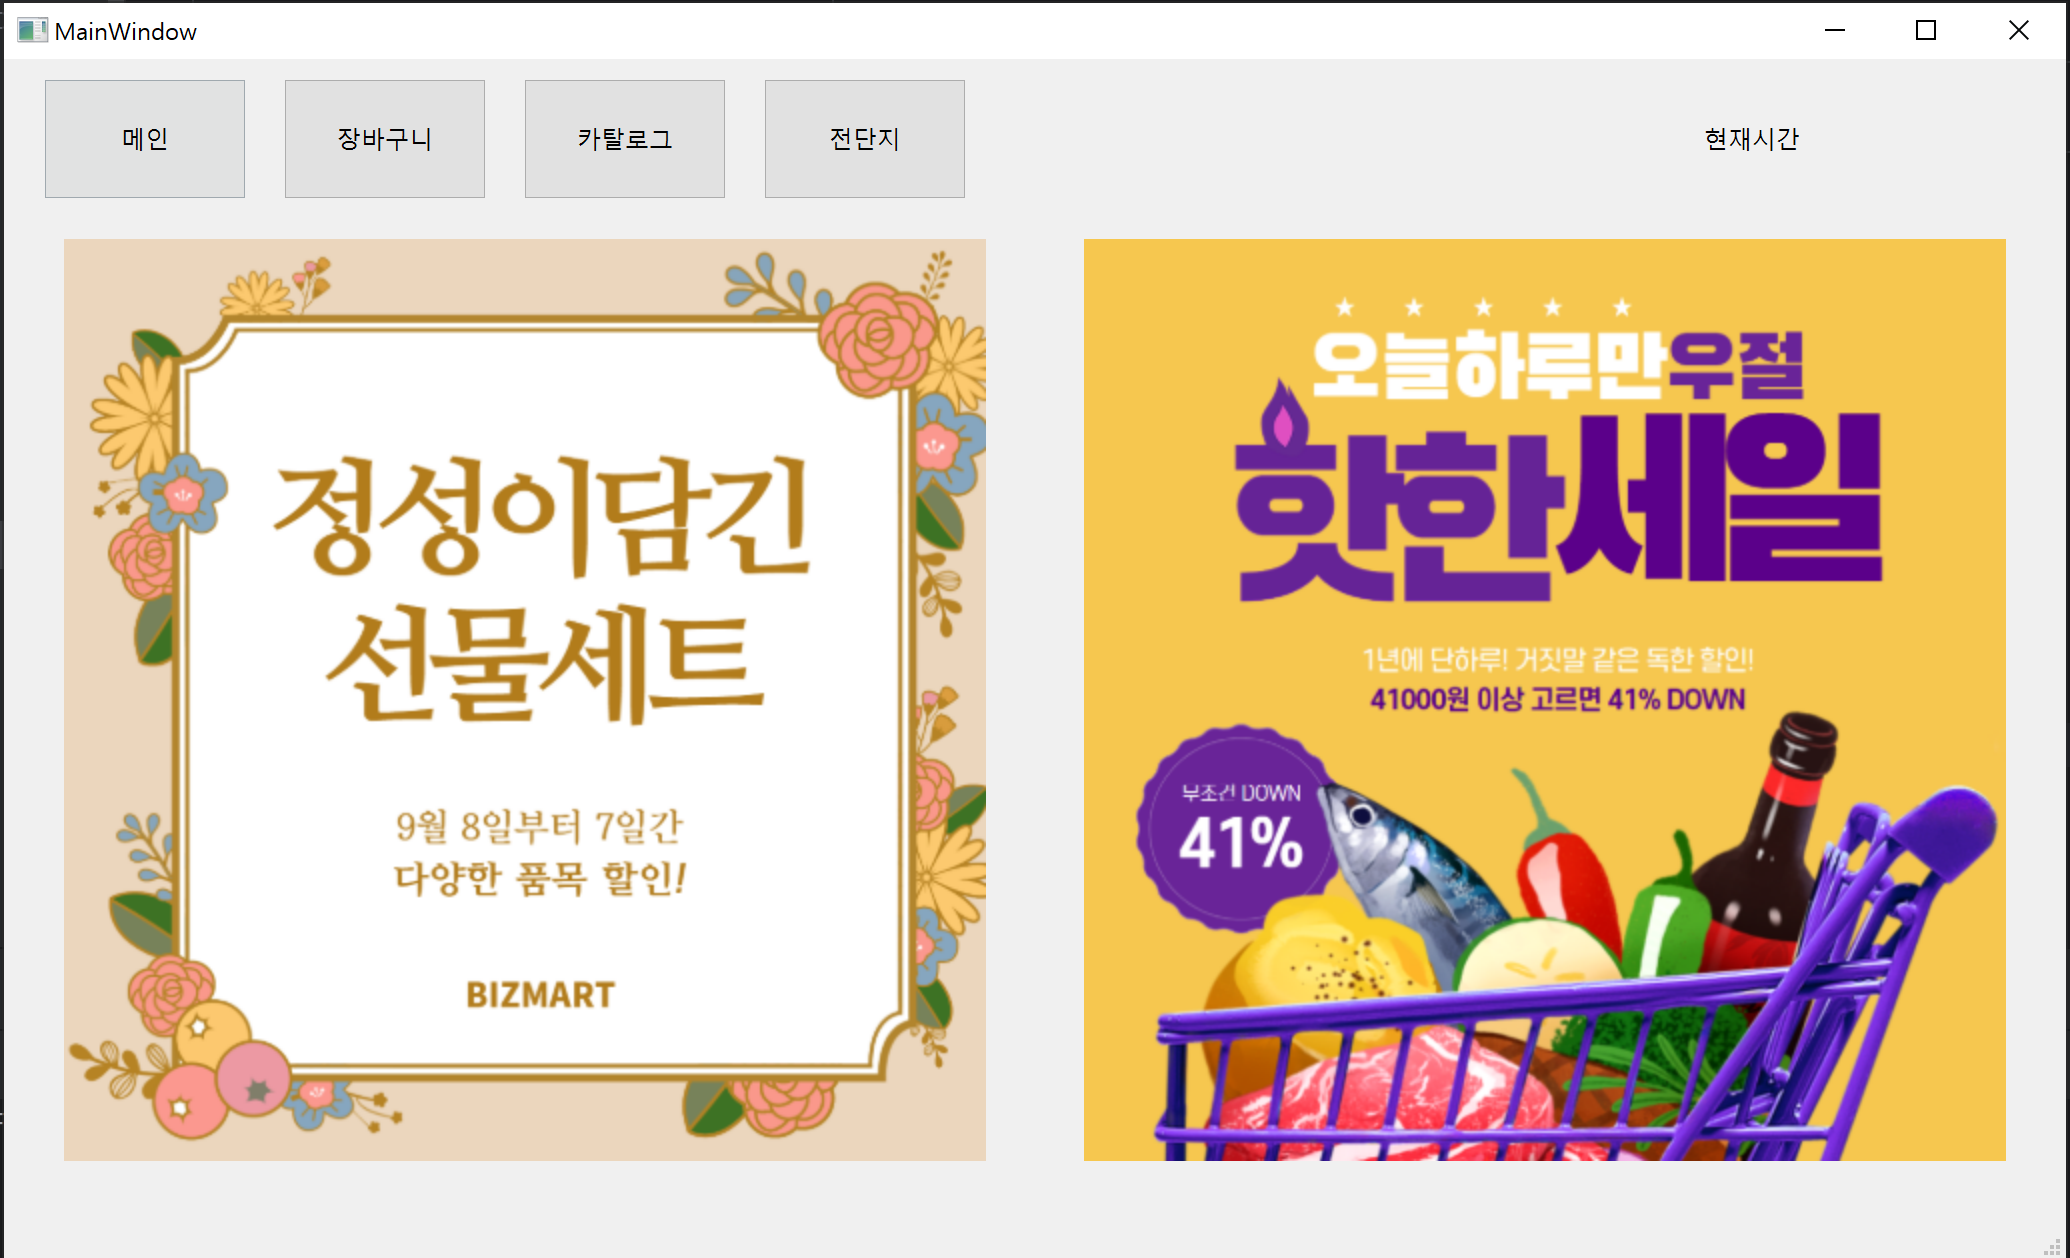 MainWindow
메인
장바구니
카탈로그
전단지
현재시간
정성이담긴
선물세트
9월 8일부터 7일간
다양한 품목 할인!
BIZMART
오늘하루만우절
핫한세일
1년에 단하루! 거짓말 같은 독한 할인!
41000원 이상 고르면 41% DOWN
무조건 DOWN
41%